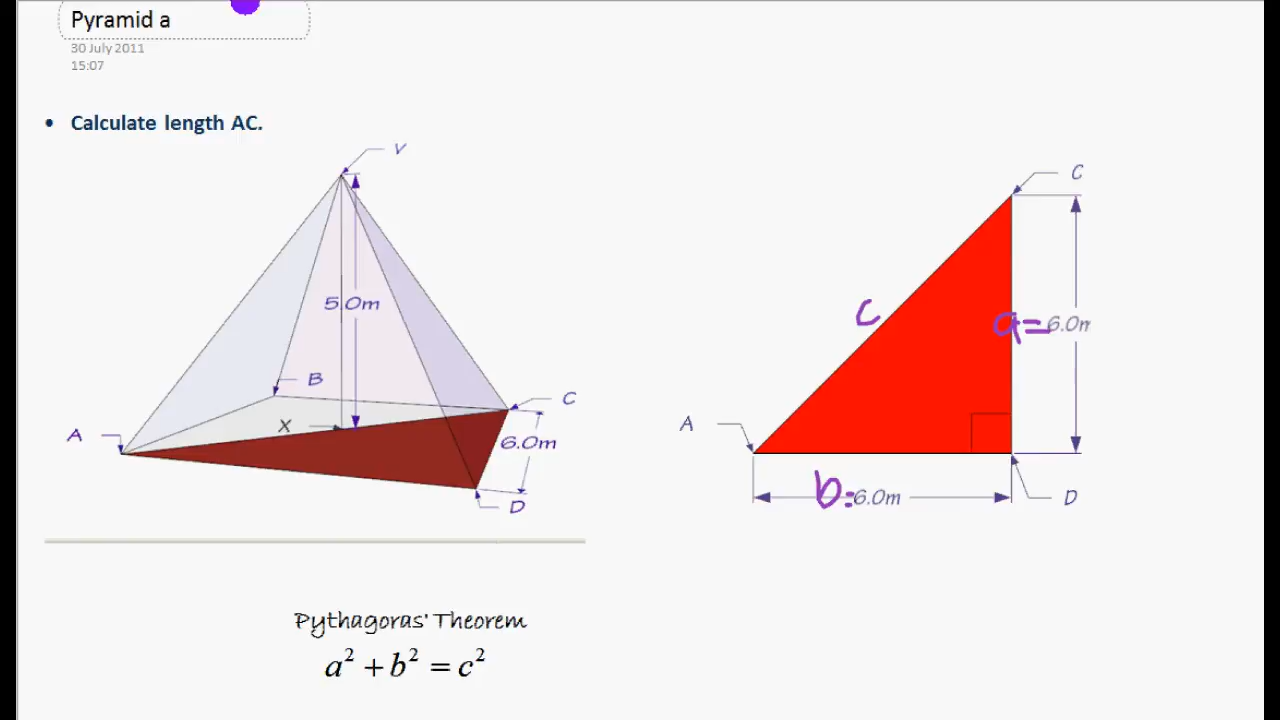 Pyramid a
30 July 2011
15:07
• Calculate length AC.
V
5.0m
B
C
X
A
6.0m
D
C
c
a=6.0m
A
b=6.0m
D
Pythagoras' Theorem
a² + b² = c²